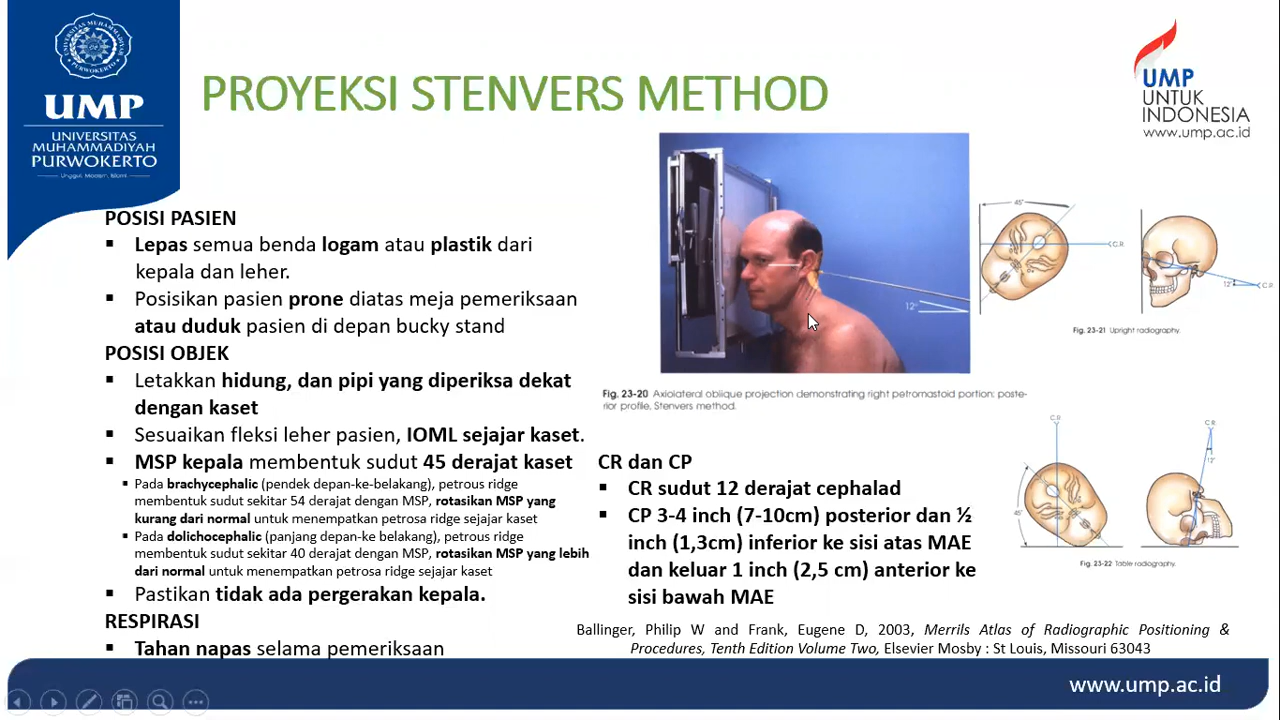 UNIVERSITAS MUHAMMADIYAH PURWOKERTO
UMP
UNIVERSITAS
MUHAMMADIYAH
PURWOKERTO
Unggul, Modern, Islami
PROYEKSI STENVERS METHOD
UMP
UNTUK
INDONESIA
www.ump.ac.id
POSISI PASIEN
▪ Lepas semua benda logam atau plastik dari
kepala dan leher.
▪ Posisikan pasien prone diatas meja pemeriksaan
atau duduk pasien di depan bucky stand
POSISI OBJEK
▪ Letakkan hidung, dan pipi yang diperiksa dekat
dengan kaset
▪ Sesuaikan fleksi leher pasien, IOML sejajar kaset.
▪ MSP kepala membentuk sudut 45 derajat kaset
▪ Pada brachycephalic (pendek depan-ke-belakang), petrous ridge
membentuk sudut sekitar 54 derajat dengan MSP, rotasikan MSP yang
kurang dari normal untuk menempatkan petrosa ridge sejajar kaset
▪ Pada dolichocephalic (panjang depan-ke belakang), petrous ridge
membentuk sudut sekitar 40 derajat dengan MSP, rotasikan MSP yang lebih
dari normal untuk menempatkan petrosa ridge sejajar kaset
▪ Pastikan tidak ada pergerakan kepala.
RESPIRASI
▪ Tahan napas selama pemeriksaan
12°
Fig. 23-20 Axiolateral oblique projection demonstrating right petromastoid portion: poste-
rior profile. Stenvers method.
45°
C.R.
12°
C.R.
Fig. 23-21 Upright radiography.
CR dan CP
▪ CR sudut 12 derajat cephalad
▪ CP 3-4 inch (7-10cm) posterior dan ½
inch (1,3cm) inferior ke sisi atas MAE
dan keluar 1 inch (2,5 cm) anterior ke
sisi bawah MAE
C.R.
45°
C.R.
12°
Fig. 23-22 Table radiography.
Ballinger, Philip W and Frank, Eugene D, 2003, Merrils Atlas of Radiographic Positioning &
Procedures, Tenth Edition Volume Two, Elsevier Mosby : St Louis, Missouri 63043
www.ump.ac.id